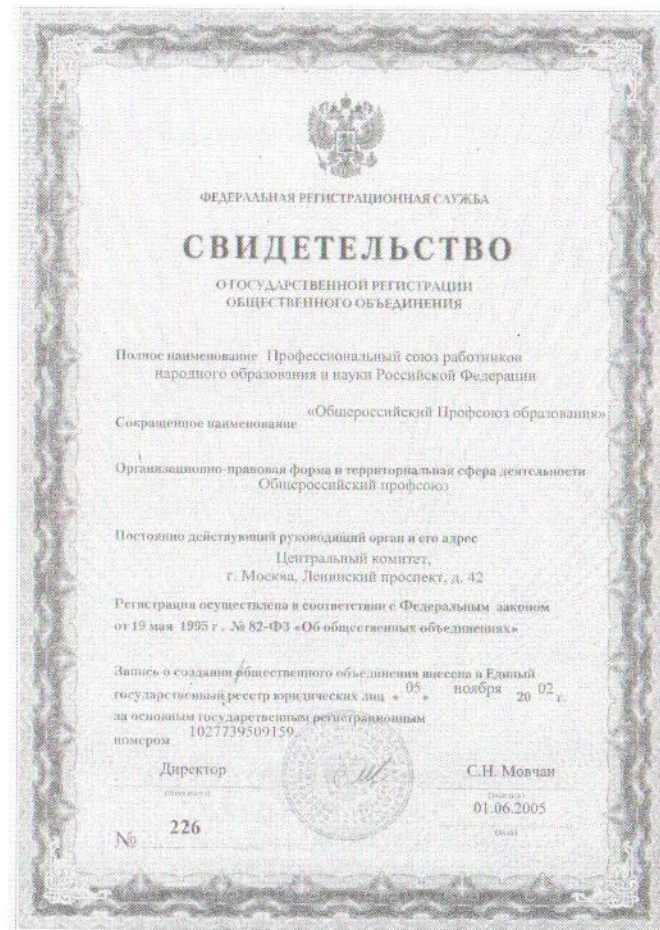 ФЕДЕРАЛЬНАЯ РЕГИСТРАЦИОННАЯ СЛУЖБА
СВИДЕТЕЛЬСТВО
О ГОСУДАРСТВЕННОЙ РЕГИСТРАЦИИ
ОБЩЕСТВЕННОГО ОБЪЕДИНЕНИЯ
Полное наименование Профессиональный союз работников
народного образования и науки Российской Федерации
«Общероссийский Профсоюз образования»
Сокращенное наименование
Организационно-правовая форма и территориальная сфера деятельности
Общероссийский профсоюз
Постоянно действующий руководящий орган и его адрес
Центральный комитет,
г. Москва, Ленинский проспект, д. 42
Регистрация осуществлена в соответствии с Федеральным законом
от 19 мая 1995 г. № 82-ФЗ «Об общественных объединениях»
Запись о создании общественного объединения внесена в Единый
государственный реестр юридических лиц « 05 » ноября 20 02 г.
за основным государственным регистрационным
номером 1027739509159.
Директор С.Н. Мовчан
01.06.2005
№ 226